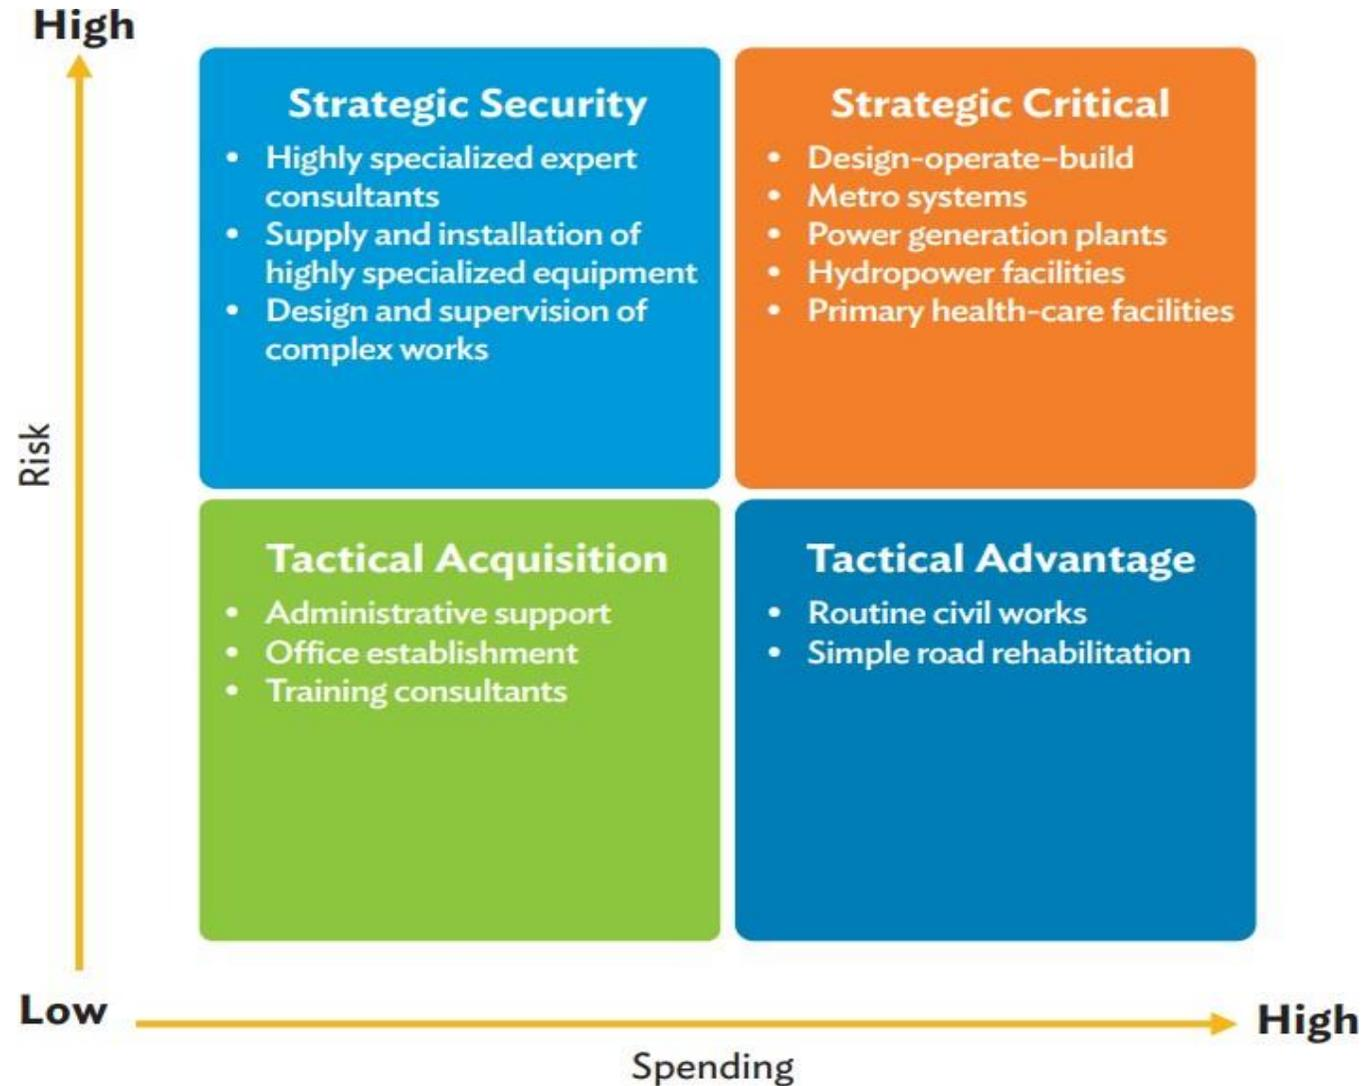 High
Strategic Security
• Highly specialized expert
consultants
• Supply and installation of
highly specialized equipment
• Design and supervision of
complex works
Strategic Critical
• Design-operate–build
• Metro systems
• Power generation plants
• Hydropower facilities
• Primary health-care facilities
Risk
Tactical Acquisition
• Administrative support
• Office establishment
• Training consultants
Tactical Advantage
• Routine civil works
• Simple road rehabilitation
Low
High
Spending